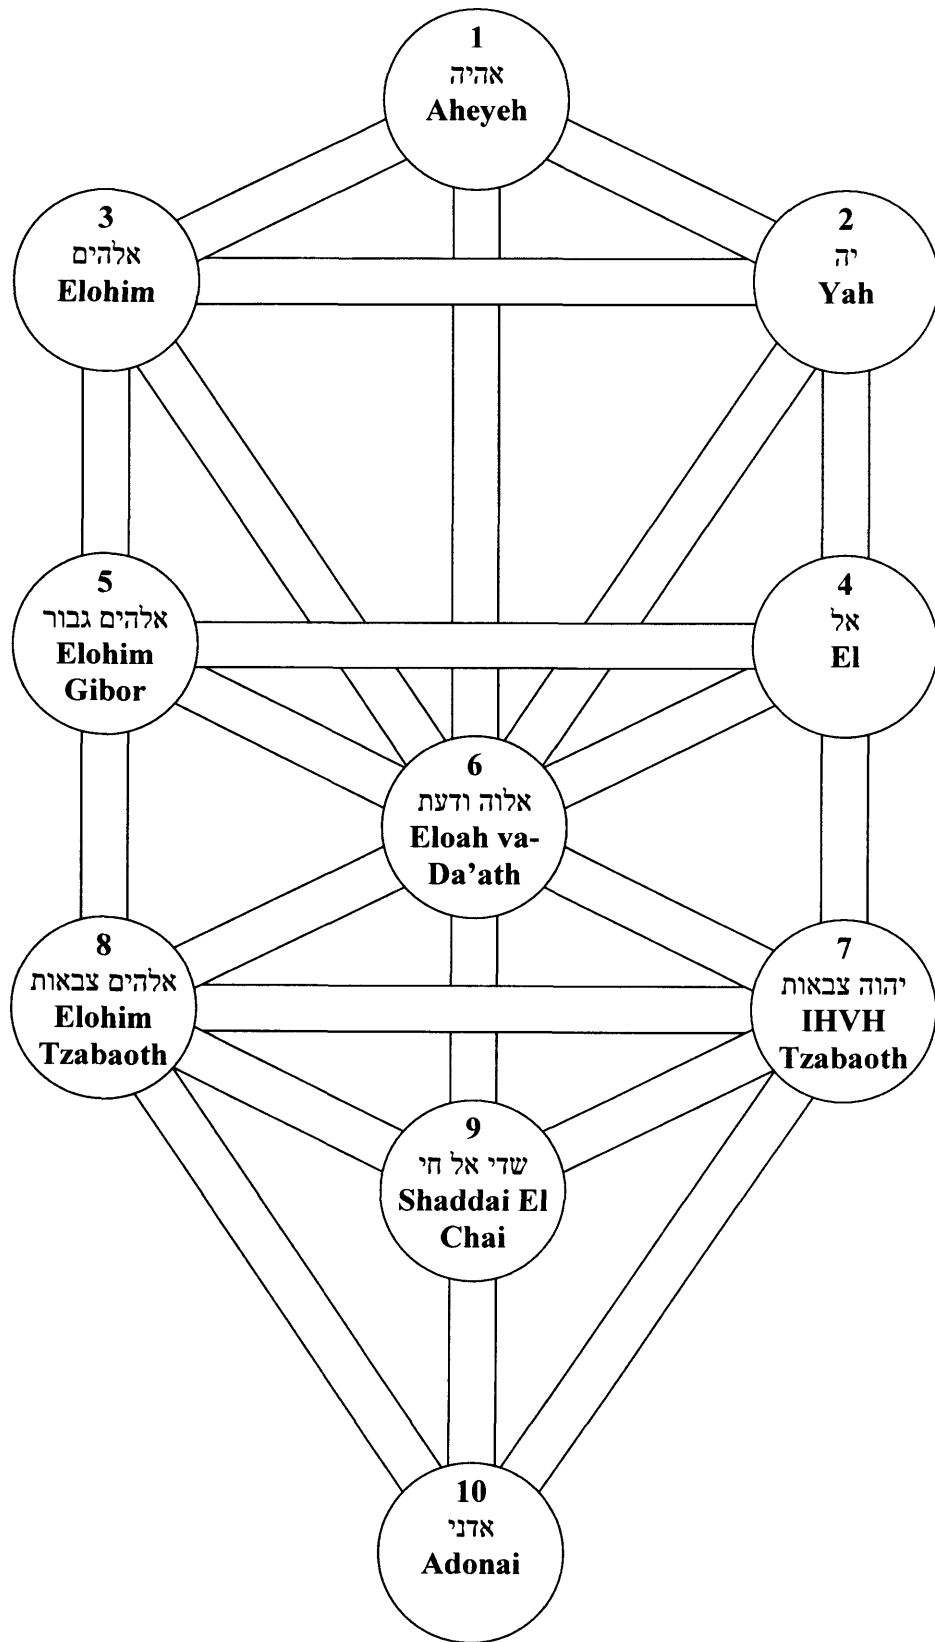 1
אהיה
Aheyeh
2
יה
Yah
3
אלהים
Elohim
4
אל
El
5
אלהים גבור
Elohim
Gibor
6
אלוה ודעת
Eloah va-
Da'ath
7
יהוה צבאות
IHVH
Tzabaoth
8
אלהים צבאות
Elohim
Tzabaoth
9
שדי אל חי
Shaddai El
Chai
10
אדני
Adonai